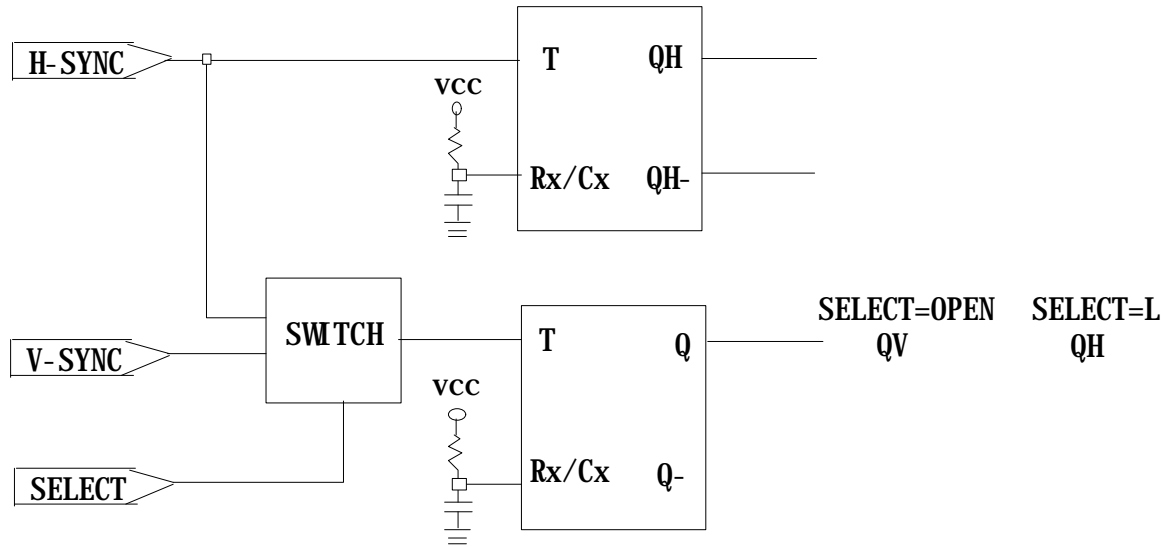 H-SYNC
T QH
VCC
Rx/Cx QH-
SELECT=OPEN SELECT=L
SWITCH
T Q
QV QH
V-SYNC
VCC
Rx/Cx Q-
SELECT